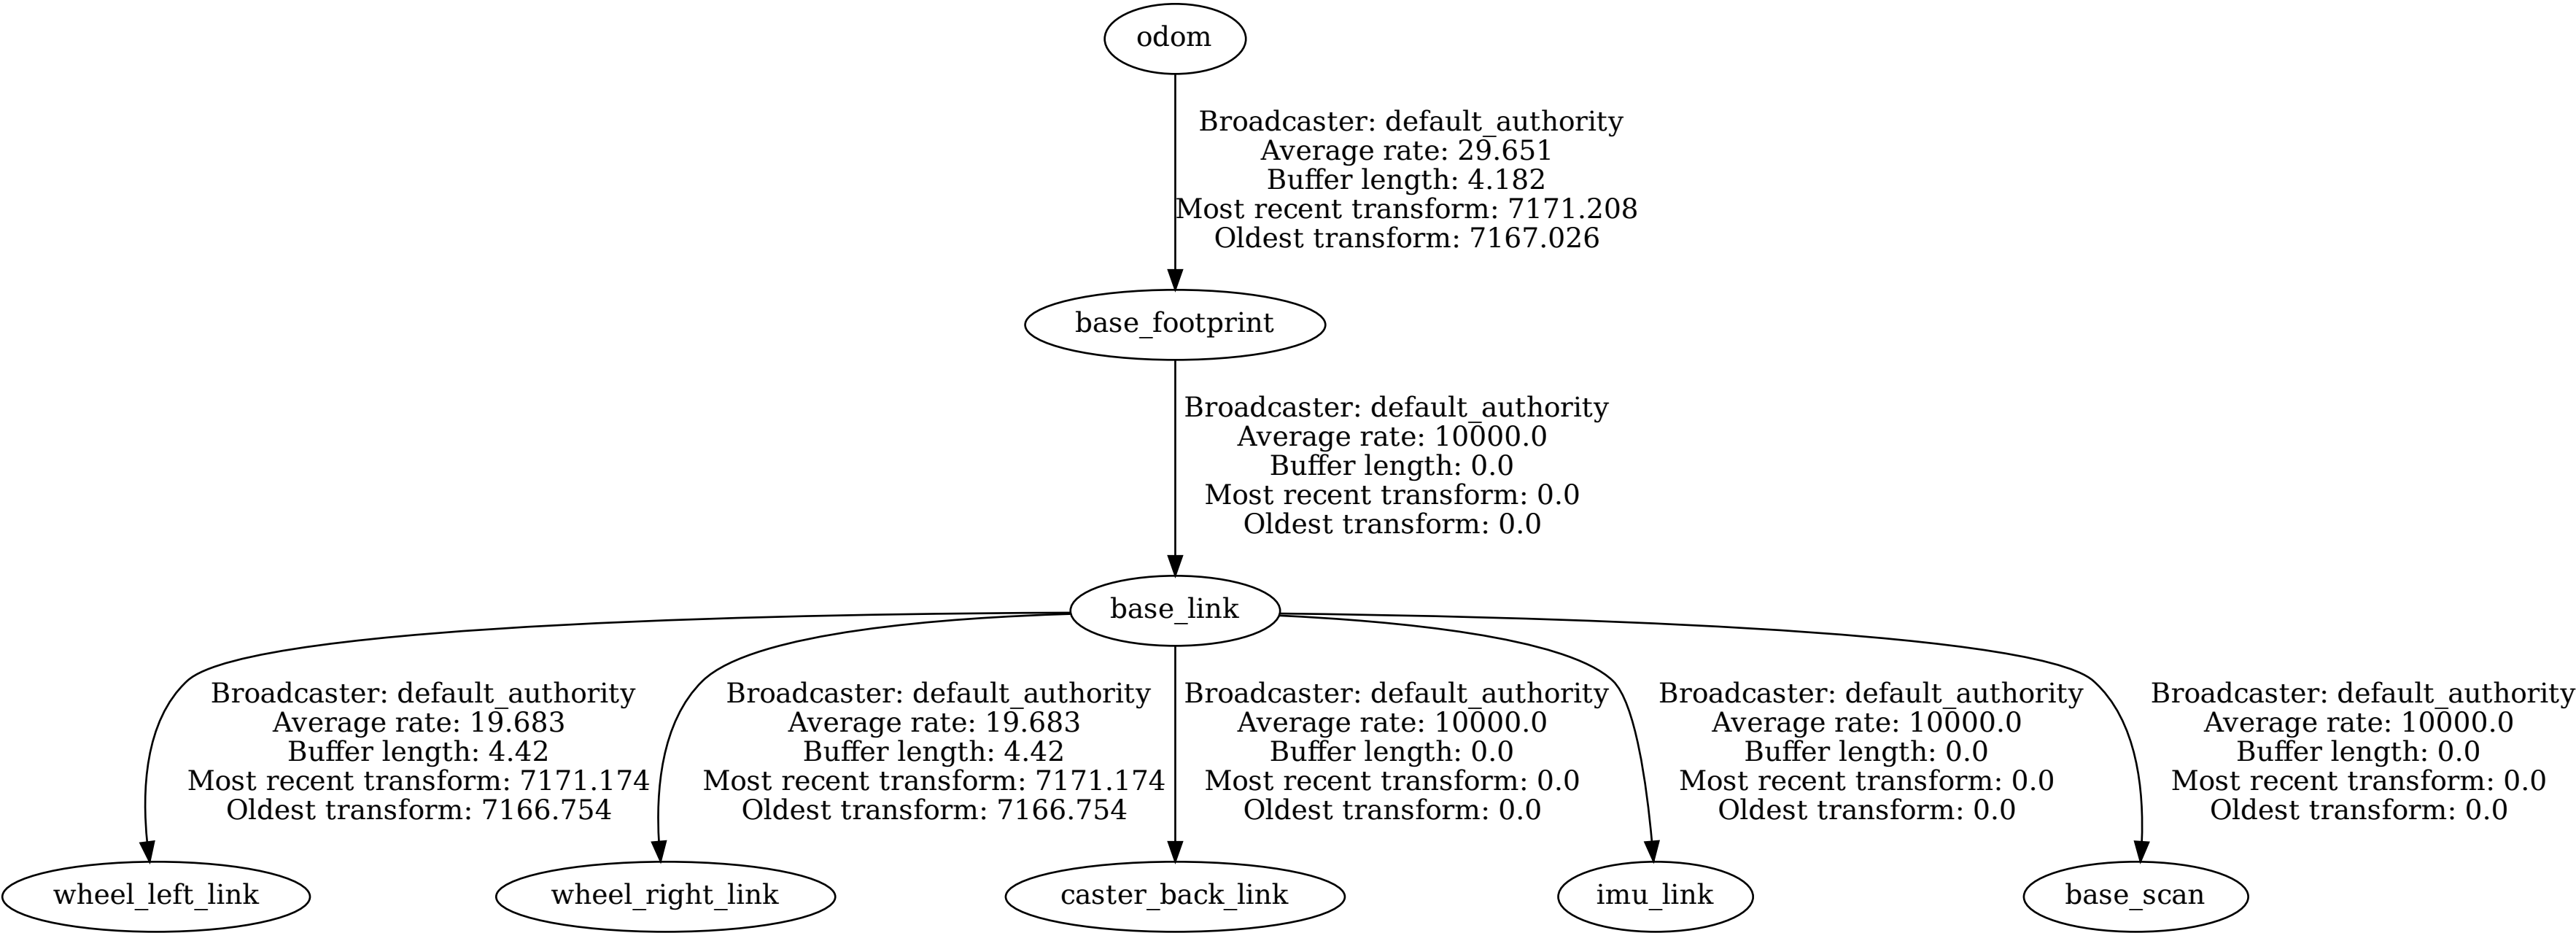 odom
Broadcaster: default_authority
Average rate: 29.651
Buffer length: 4.182
Most recent transform: 7171.208
Oldest transform: 7167.026
base_footprint
Broadcaster: default_authority
Average rate: 10000.0
Buffer length: 0.0
Most recent transform: 0.0
Oldest transform: 0.0
base_link
Broadcaster: default_authority
Average rate: 19.683
Buffer length: 4.42
Most recent transform: 7171.174
Oldest transform: 7166.754
Broadcaster: default_authority
Average rate: 19.683
Buffer length: 4.42
Most recent transform: 7171.174
Oldest transform: 7166.754
Broadcaster: default_authority
Average rate: 10000.0
Buffer length: 0.0
Most recent transform: 0.0
Oldest transform: 0.0
Broadcaster: default_authority
Average rate: 10000.0
Buffer length: 0.0
Most recent transform: 0.0
Oldest transform: 0.0
Broadcaster: default_authority
Average rate: 10000.0
Buffer length: 0.0
Most recent transform: 0.0
Oldest transform: 0.0
wheel_left_link
wheel_right_link
caster_back_link
imu_link
base_scan